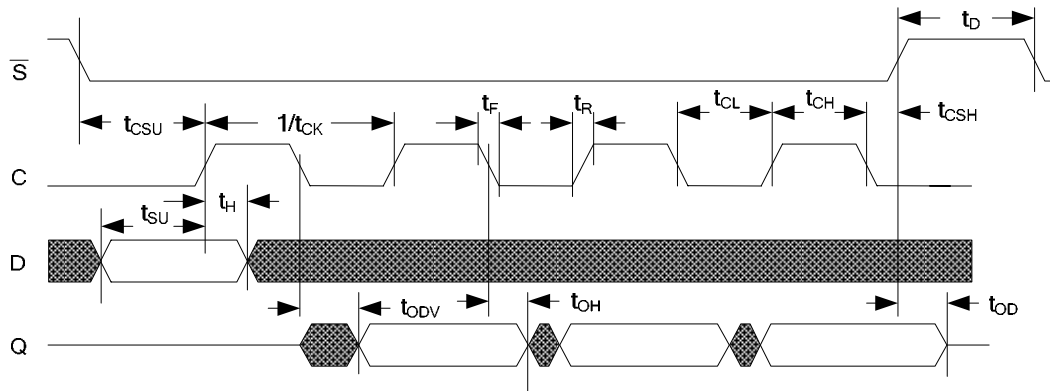 t_D
S̅
t_F t_R t_CL t_CH
t_CSU 1/t_CK t_CSH
C
t_SU t_H
D
t_ODV t_OH t_OD
Q